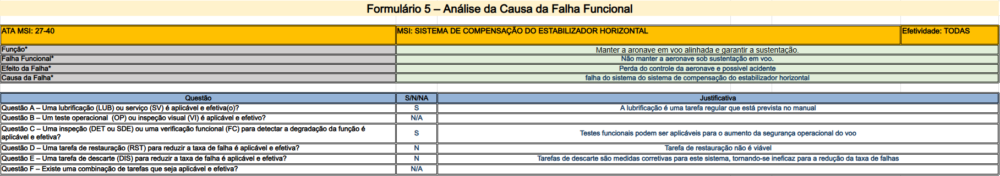 Formulário 5 – Análise da Causa da Falha Funcional
ATA MSI: 27-40 MSI: SISTEMA DE COMPENSAÇÃO DO ESTABILIZADOR HORIZONTAL Efetividade: TODAS
Função* Manter a aronave em voo alinhada e garantir a sustentação.
Falha Funcional* Não manter a aeronave sob sustentação em voo.
Efeito da Falha* Perda do controle da aeronave e possivel acidente
Causa da Falha* falha do sistema do sistema de compensação do estabilizador horizontal
Questão S/N/NA Justificativa
Questão A – Uma lubrificação (LUB) ou serviço (SV) é aplicável e efetiva(o)? S A lubrificação é uma tarefa regular que está prevista no manual
Questão B – Um teste operacional (OP) ou inspeção visual (VI) é aplicável e efetivo? N/A
Questão C – Uma inspeção (DET ou SDE) ou uma verificação funcional (FC) para detectar a degradação da função é
aplicável e efetiva? S Testes funcionais podem ser aplicáveis para o aumento da segurança operacional do voo
Questão D – Uma tarefa de restauração (RST) para reduzir a taxa de falha é aplicável e efetiva? N Tarefa de restauração não é viável
Questão E – Uma tarefa de descarte (DIS) para reduzir a taxa de falha é aplicável e efetiva? N Tarefas de descarte são medidas corretivas para este sistema, tornando-se ineficaz para a redução da taxa de falhas
Questão F – Existe uma combinação de tarefas que seja aplicável e efetiva? N/A